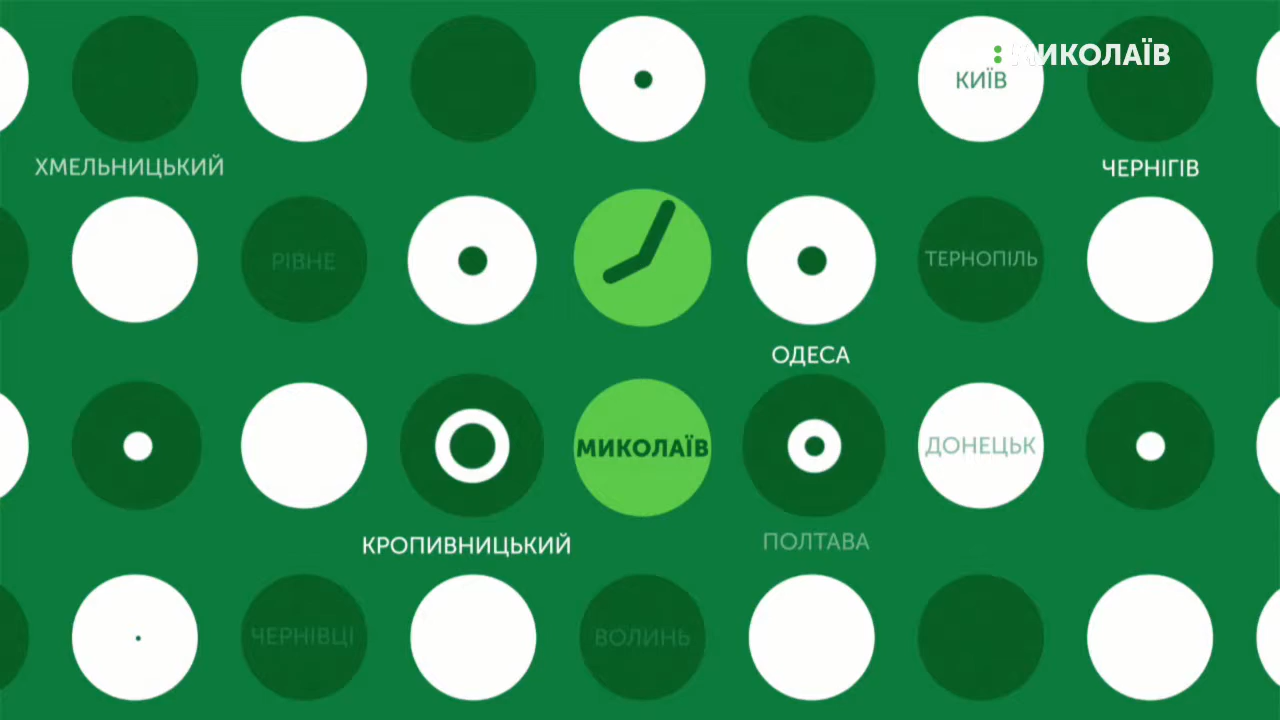 МИКОЛАЇВ
КИЇВ
ХМЕЛЬНИЦЬКИЙ
ЧЕРНІГІВ
РІВНЕ
ТЕРНОПІЛЬ
ОДЕСА
МИКОЛАЇВ
ДОНЕЦЬК
КРОПИВНИЦЬКИЙ
ПОЛТАВА
ЧЕРНІВЦІ
ВОЛИНЬ